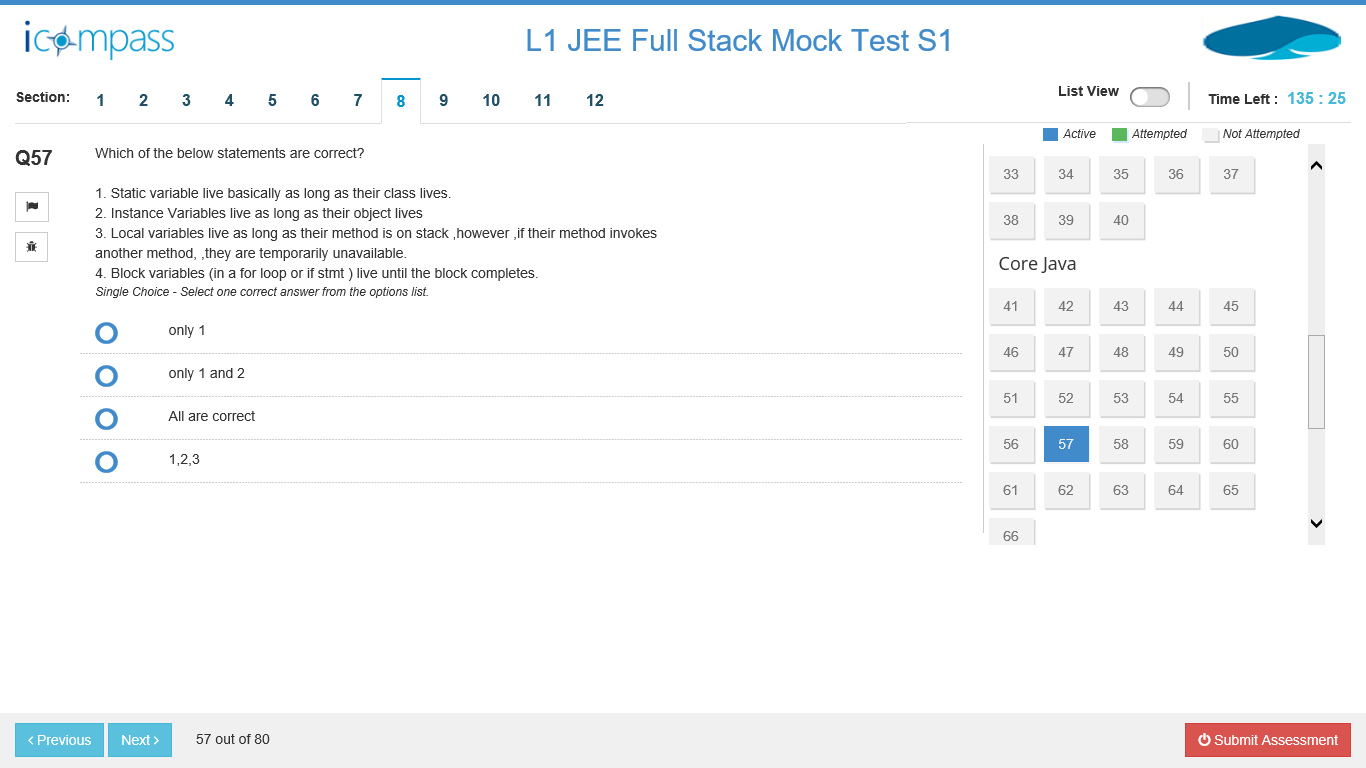 icompass
L1 JEE Full Stack Mock Test S1
Section: 1 2 3 4 5 6 7 8 9 10 11 12
List View
Time Left : 135 : 25
Active Attempted Not Attempted
Q57
Which of the below statements are correct?
1. Static variable live basically as long as their class lives.
2. Instance Variables live as long as their object lives
3. Local variables live as long as their method is on stack ,however ,if their method invokes
another method, ,they are temporarily unavailable.
4. Block variables (in a for loop or if stmt ) live until the block completes.
Single Choice - Select one correct answer from the options list.
only 1
only 1 and 2
All are correct
1,2,3
33 34 35 36 37
38 39 40
Core Java
41 42 43 44 45
46 47 48 49 50
51 52 53 54 55
56 57 58 59 60
61 62 63 64 65
66
‹ Previous Next › 57 out of 80
Submit Assessment